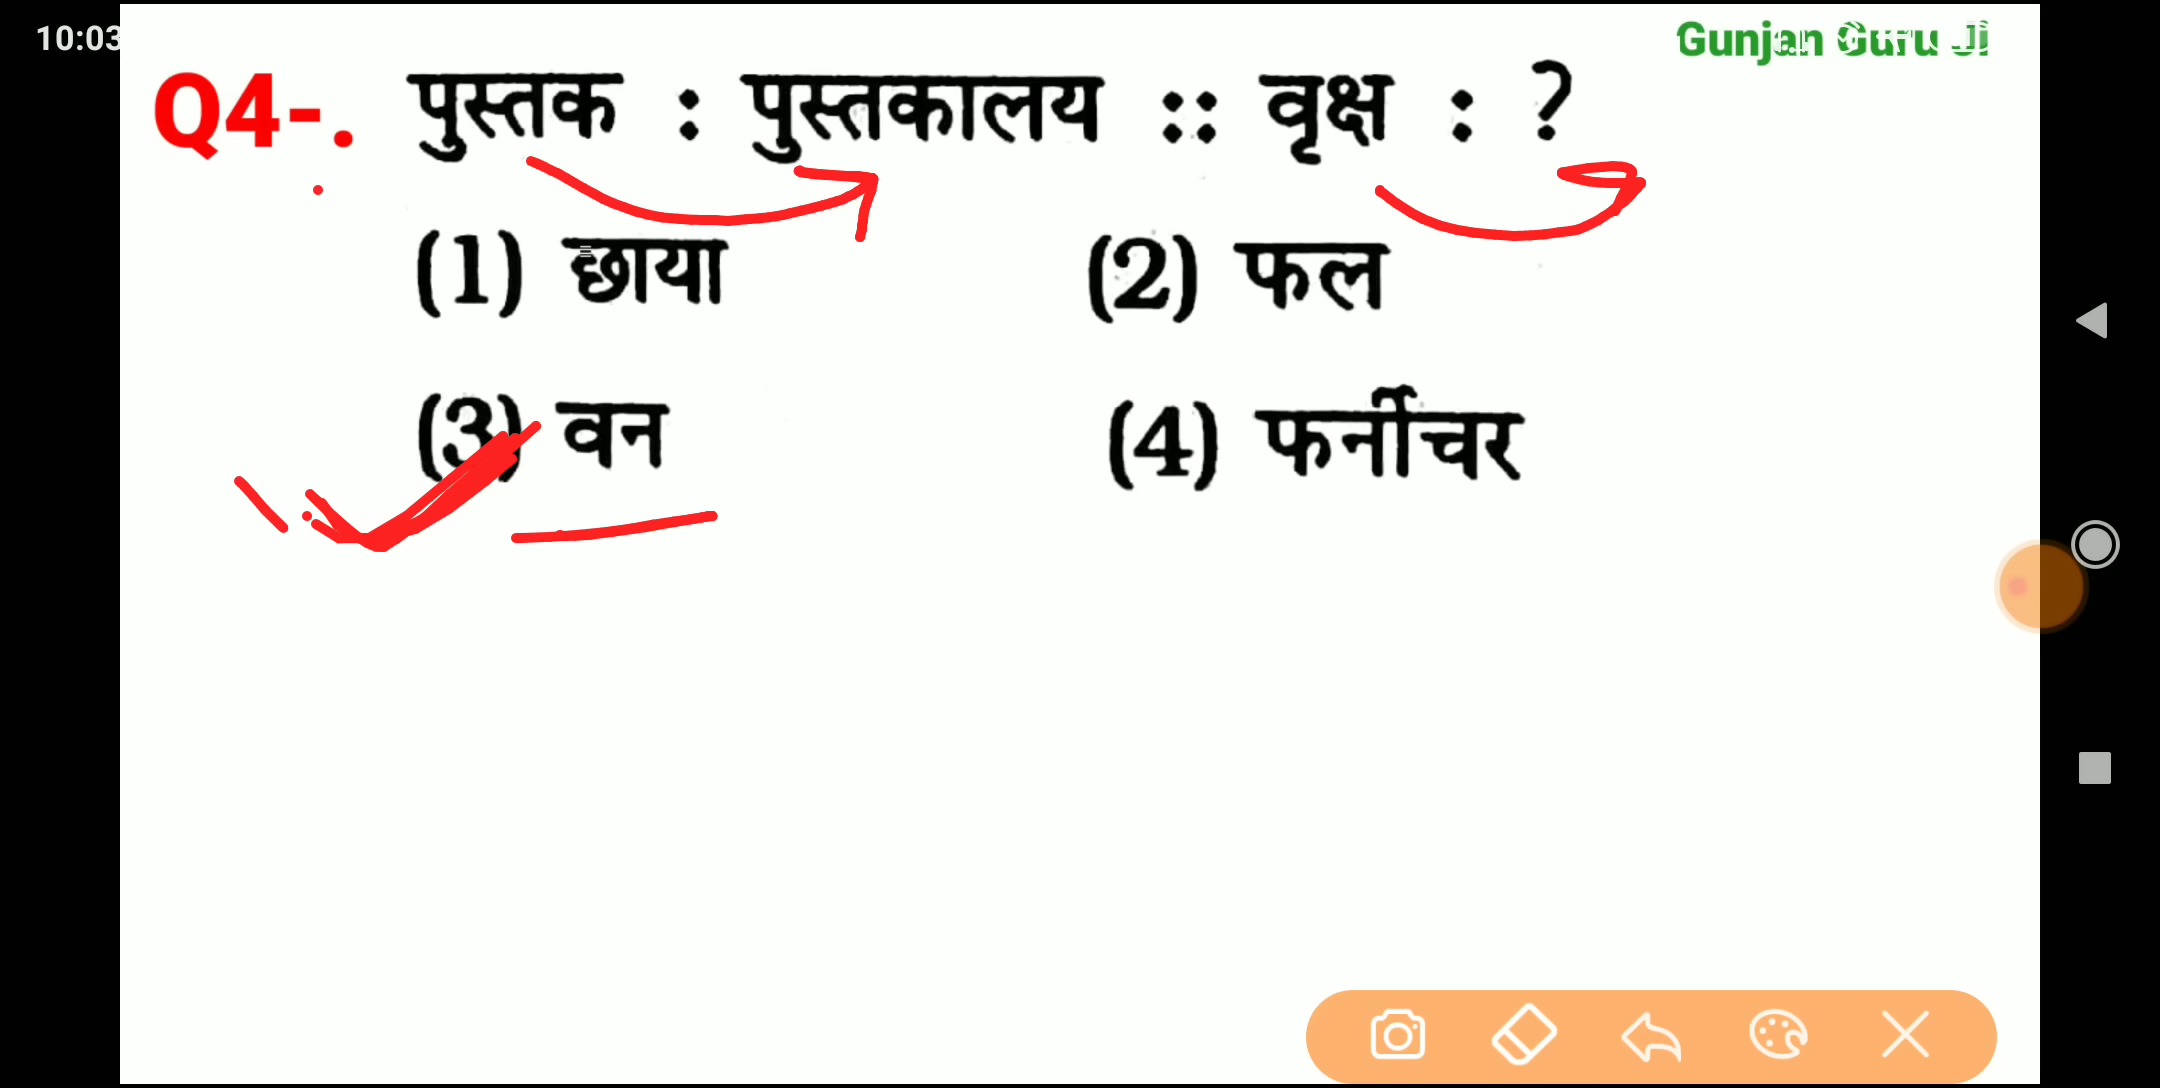 10:03
Gunjan Guru Ji
Q4-. पुस्तक : पुस्तकालय :: वृक्ष : ?
(1) छाया (2) फल
(3) वन (4) फर्नीचर